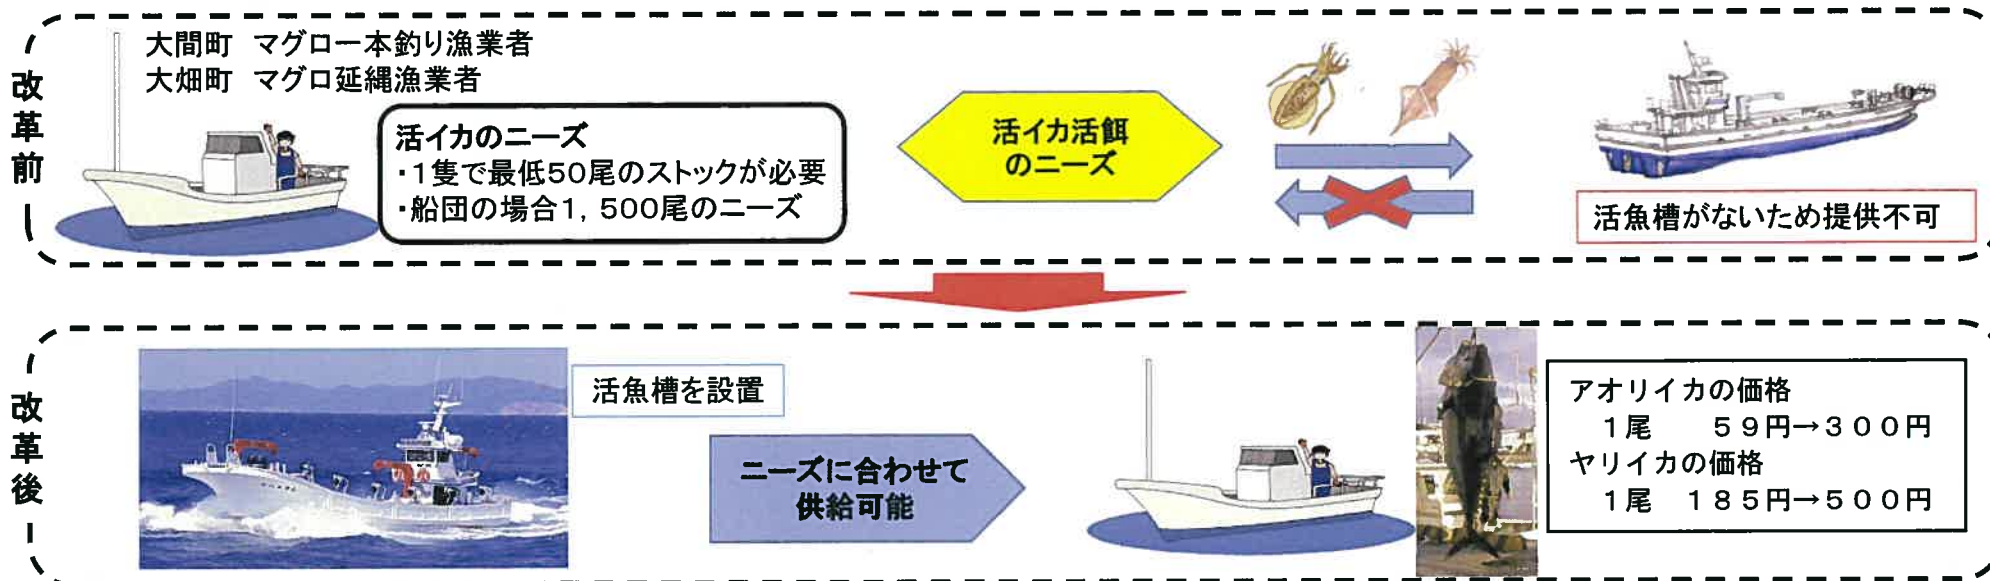 改革前
大間町 マグロ一本釣り漁業者
大畑町 マグロ延縄漁業者
活イカのニーズ
・1隻で最低50尾のストックが必要
・船団の場合1,500尾のニーズ
活イカ活餌
のニーズ
活魚槽がないため提供不可
改革後
活魚槽を設置
ニーズに合わせて
供給可能
アオリイカの価格
1尾 59円→300円
ヤリイカの価格
1尾 185円→500円